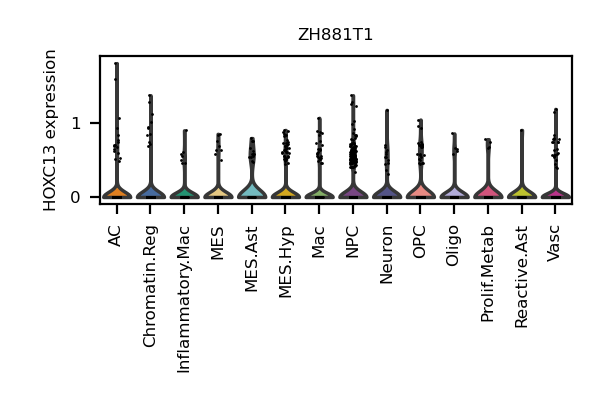 ZH881T1
HOXC13 expression
1
0
AC
Chromatin.Reg
Inflammatory.Mac
MES
MES.Ast
MES.Hyp
Mac
NPC
Neuron
OPC
Oligo
Prolif.Metab
Reactive.Ast
Vasc